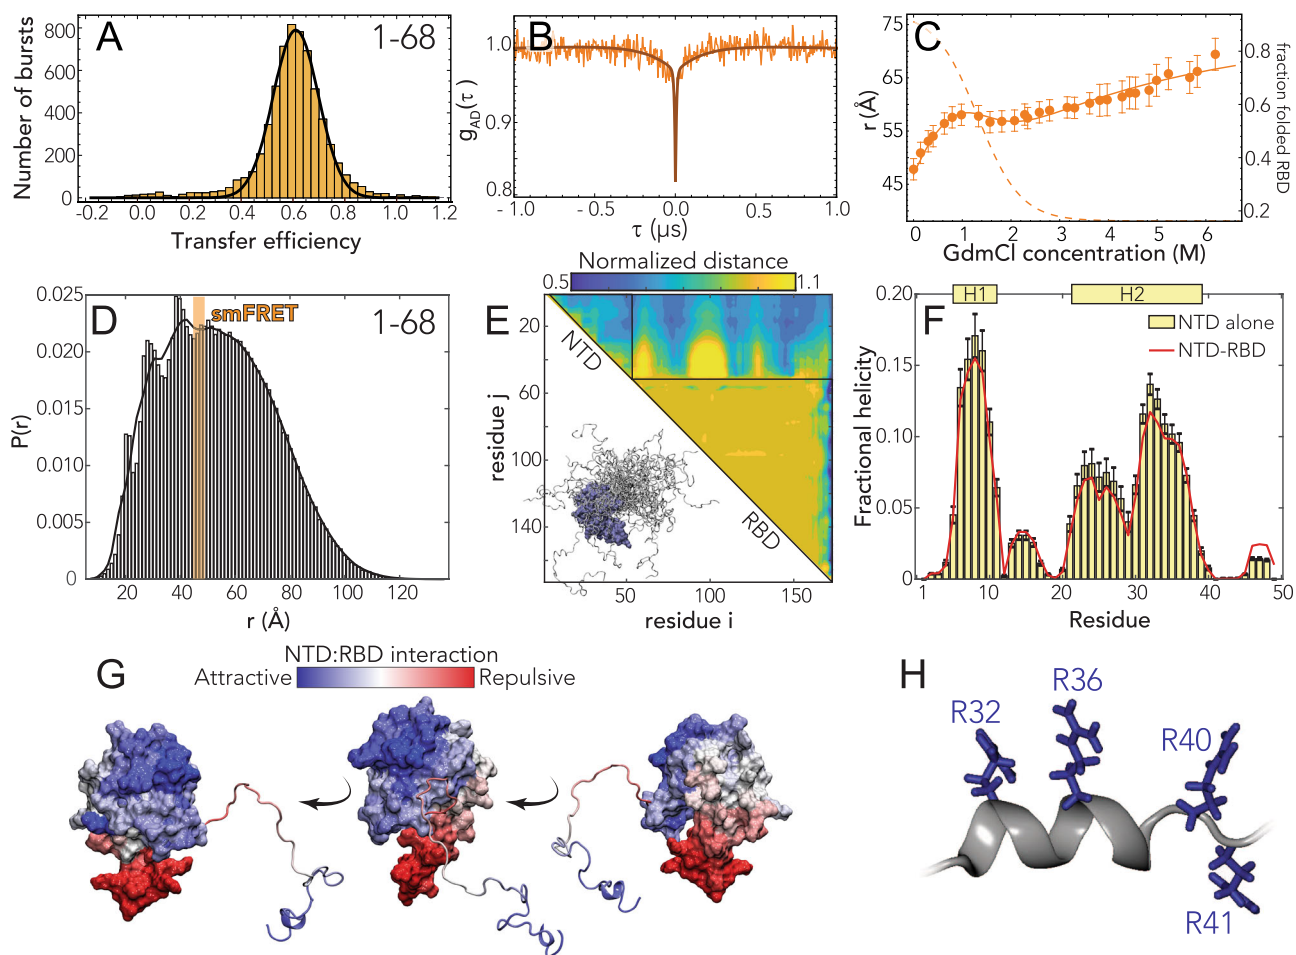 A
1-68
Number of bursts
800
600
400
200
0
-0.2
0.0
0.2
0.4
0.6
0.8
1.0
1.2
Transfer efficiency
B
gAD(τ)
1.0
0.9
0.8
- 1.0
- 0.5
0.0
0.5
1.0
τ (µs)
C
r (Å)
75
65
55
45
0
1
2
3
4
5
6
GdmCl concentration (M)
0.8
0.6
0.4
0.2
fraction folded RBD
D
smFRET
1-68
P(r)
0.025
0.020
0.015
0.010
0.005
0
20
40
60
80
100
120
r (Å)
Normalized distance
0.5
1.1
E
NTD
RBD
residue j
20
60
100
140
50
100
150
residue i
H1
H2
F
NTD alone
NTD-RBD
Fractional helicity
0.20
0.15
0.10
0.05
0
1
10
20
30
40
50
Residue
G
NTD:RBD interaction
Attractive
Repulsive
H
R32
R36
R40
R41